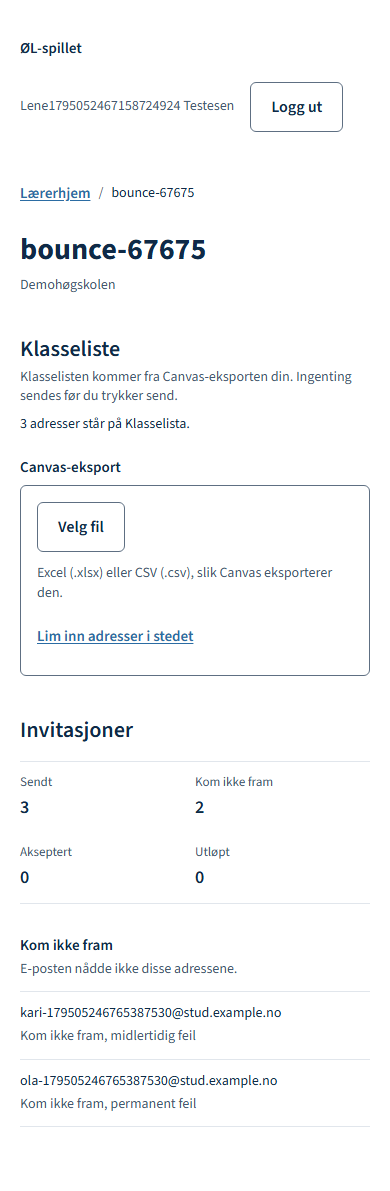 ØL-spillet
Lene1795052467158724924 Testesen
Logg ut
Lærerhjem / bounce-67675
bounce-67675
Demohøgskolen
Klasseliste
Klasselisten kommer fra Canvas-eksporten din. Ingenting
sendes før du trykker send.
3 adresser står på Klasselista.
Canvas-eksport
Velg fil
Excel (.xlsx) eller CSV (.csv), slik Canvas eksporterer
den.
Lim inn adresser i stedet
Invitasjoner
Sendt
3
Kom ikke fram
2
Akseptert
0
Utløpt
0
Kom ikke fram
E-posten nådde ikke disse adressene.
kari-179505246765387530@stud.example.no
Kom ikke fram, midlertidig feil
ola-179505246765387530@stud.example.no
Kom ikke fram, permanent feil